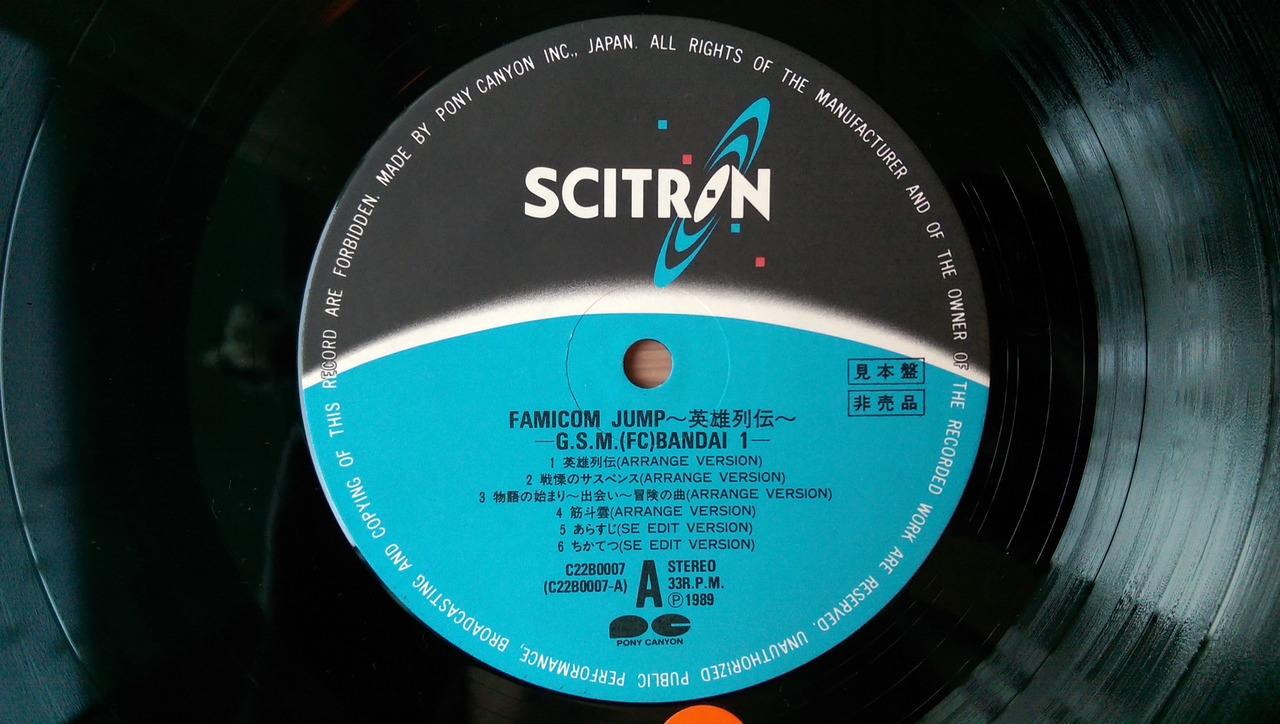 MADE BY PONY CANYON INC., JAPAN. ALL RIGHTS OF THE MANUFACTURER AND OF THE OWNER OF THE RECORDED WORK ARE RESERVED. UNAUTHORIZED PUBLIC PERFORMANCE, BROADCASTING AND COPYING OF THIS RECORD ARE FORBIDDEN.
SCITRON
見本盤
非売品
FAMICOM JUMP〜英雄列伝〜
—G.S.M.(FC)BANDAI 1—
1 英雄列伝(ARRANGE VERSION)
2 戦慄のサスペンス(ARRANGE VERSION)
3 物語の始まり〜出会い〜冒険の曲(ARRANGE VERSION)
4 筋斗雲(ARRANGE VERSION)
5 あらすじ(SE EDIT VERSION)
6 ちかてつ(SE EDIT VERSION)
C22B0007
(C22B0007-A)
A
STEREO
33R.P.M.
Ⓟ1989
PONY CANYON